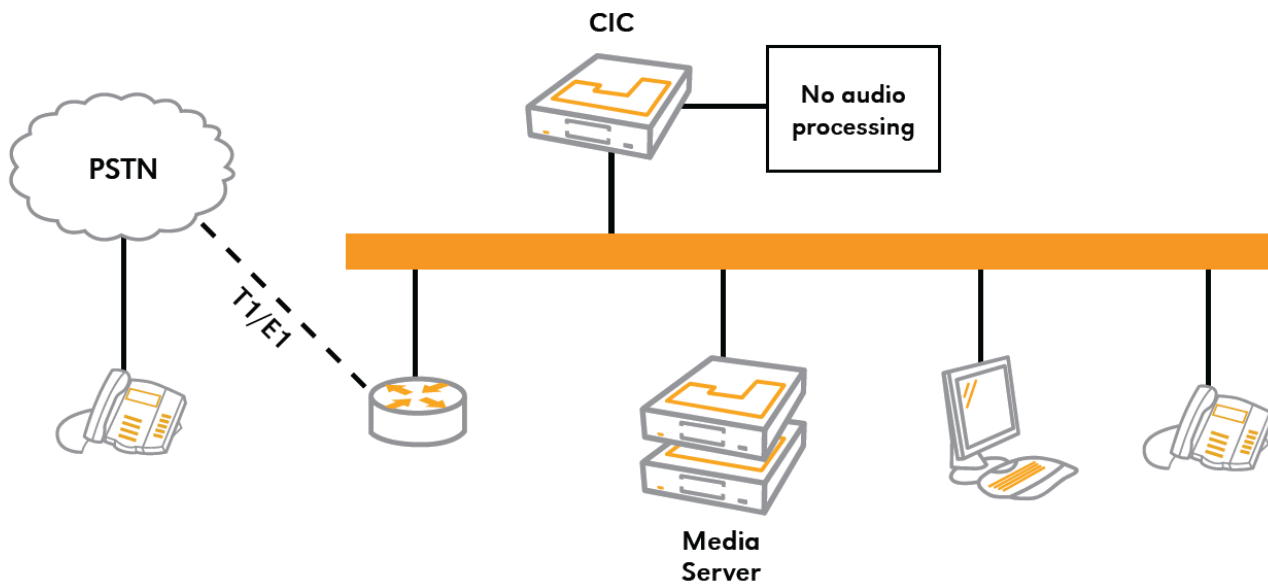 CIC
No audio
processing
PSTN
T1/E1
Media
Server